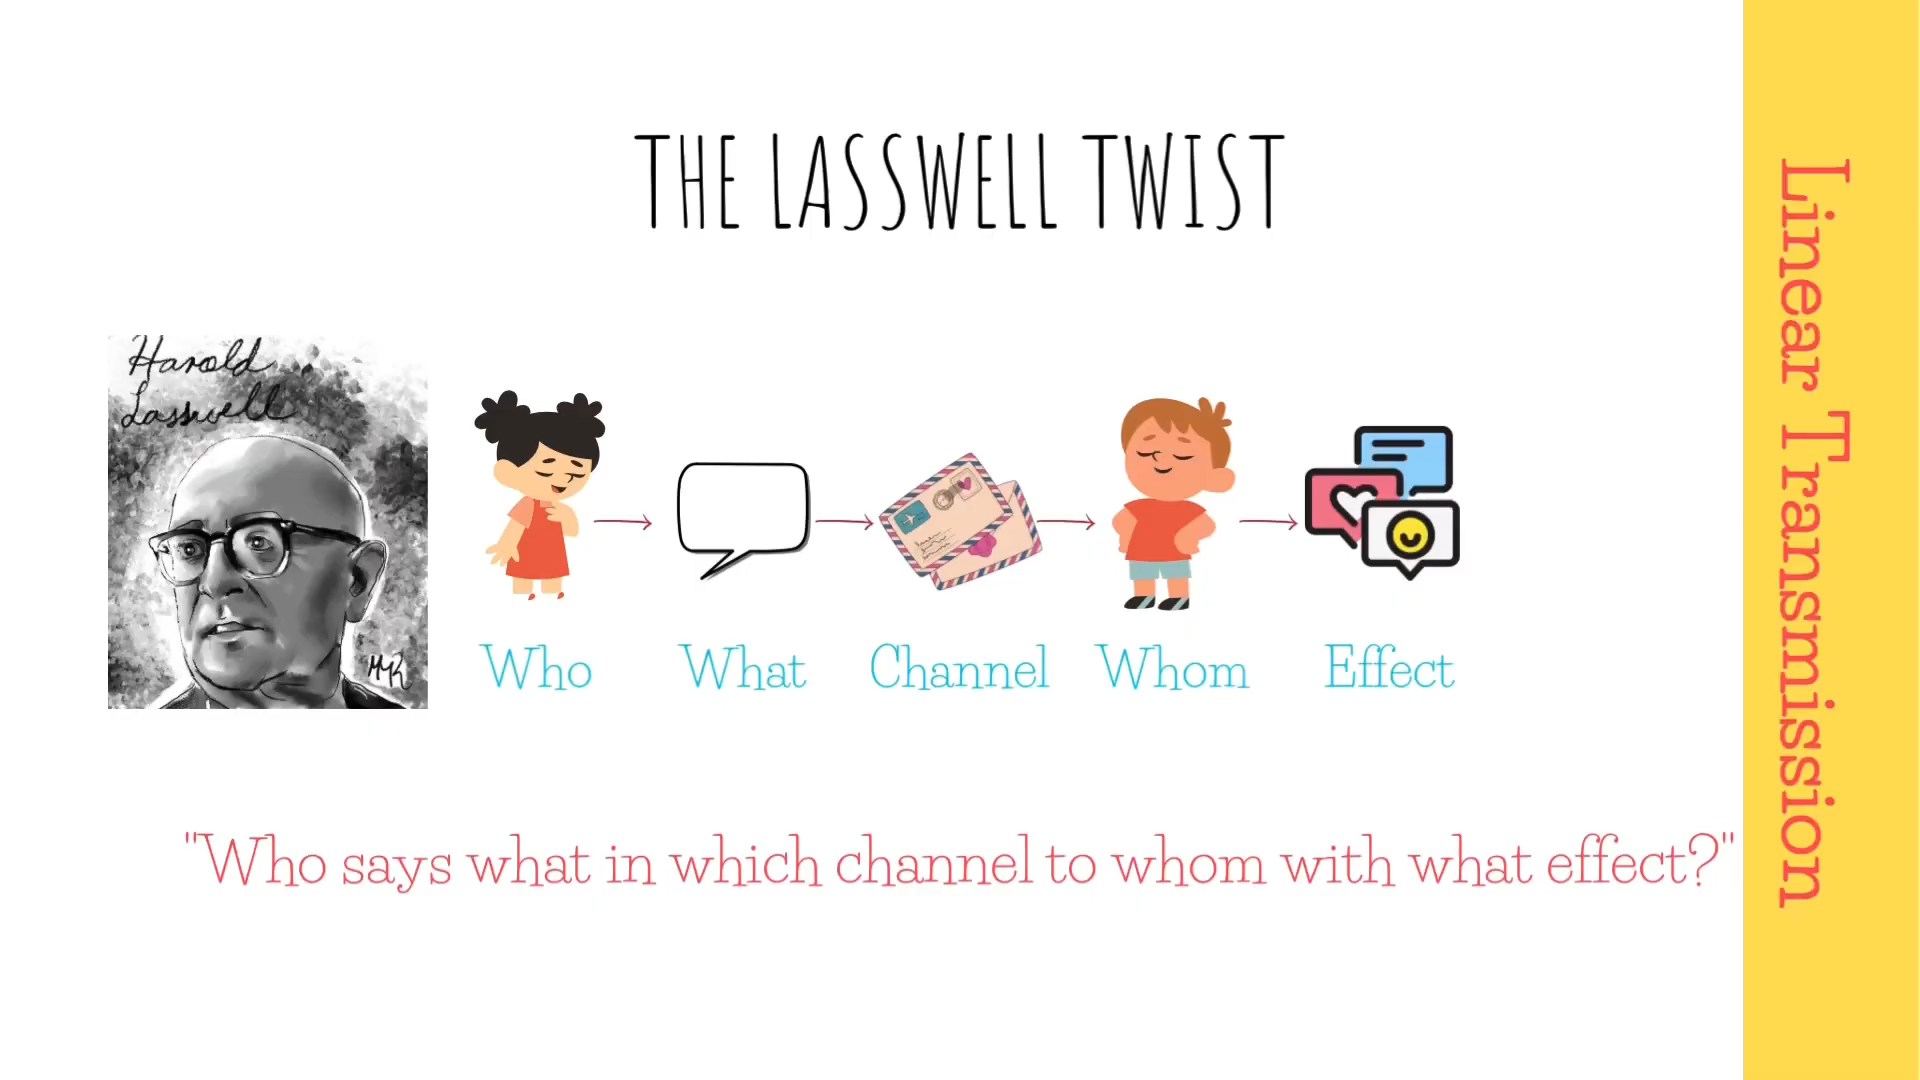 THE LASSWELL TWIST
Harold
Lasswell
MKR
Who
What
Channel
Whom
Effect
"Who says what in which channel to whom with what effect?"
Linear Transmission